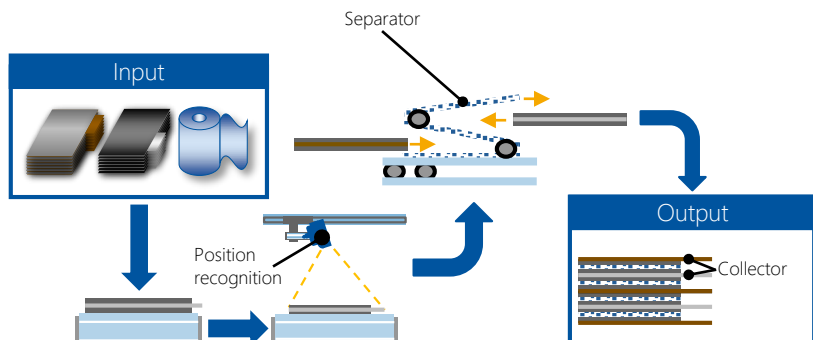 Separator
Input
Position
recognition
Output
Collector